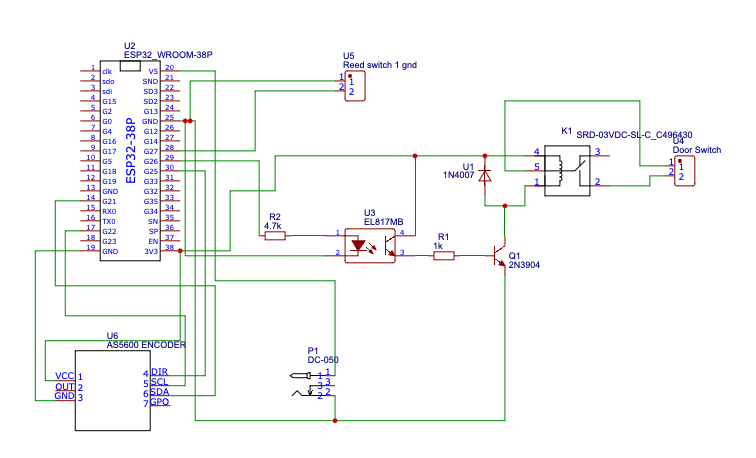 U2
ESP32_WROOM-38P
ESP32-38P
1 clk
2 sdo
3 sdi
4 G15
5 G2
6 G0
7 G4
8 G16
9 G17
10 G5
11 G18
12 G19
13 GND
14 G21
15 RX0
16 TX0
17 G22
18 G23
19 GND
V5 20
SND 21
SD3 22
SD2 23
G13 24
GND 25
G12 26
G14 27
G27 28
G26 29
G25 30
G33 31
G32 32
G35 33
G34 34
SN 35
SP 36
EN 37
3V3 38
U5
Reed switch 1 gnd
1 1
2 2
K1
SRD-03VDC-SL-C_C496430
4 3
5
1 2
U4
Door Switch
1 1
2 2
U1
1N4007
R2
4.7k
U3
EL817MB
1 4
2 3
R1
1k
Q1
2N3904
U6
AS5600 ENCODER
VCC 1
OUT 2
GND 3
4 DIR
5 SCL
6 SDA
7 GPO
P1
DC-050
1 1
3 3
2 2